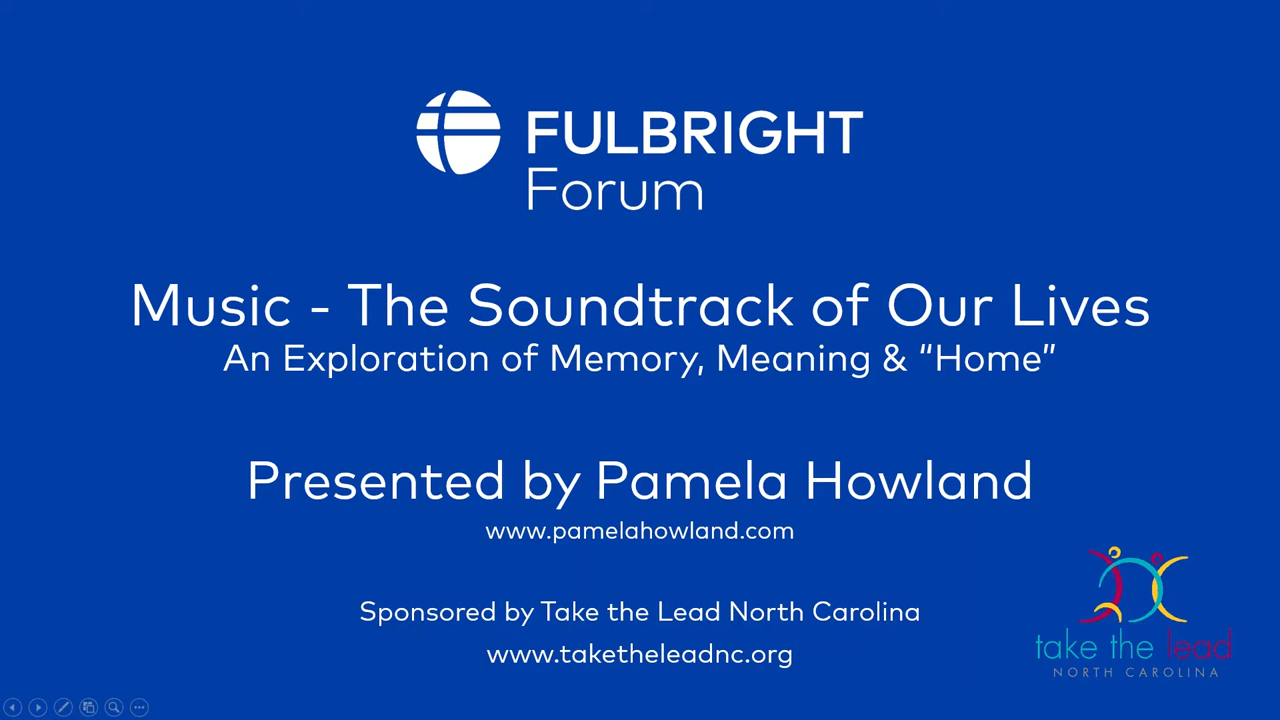 FULBRIGHT
Forum
Music - The Soundtrack of Our Lives
An Exploration of Memory, Meaning & “Home”
Presented by Pamela Howland
www.pamelahowland.com
Sponsored by Take the Lead North Carolina
www.taketheleadnc.org
take the lead
NORTH CAROLINA